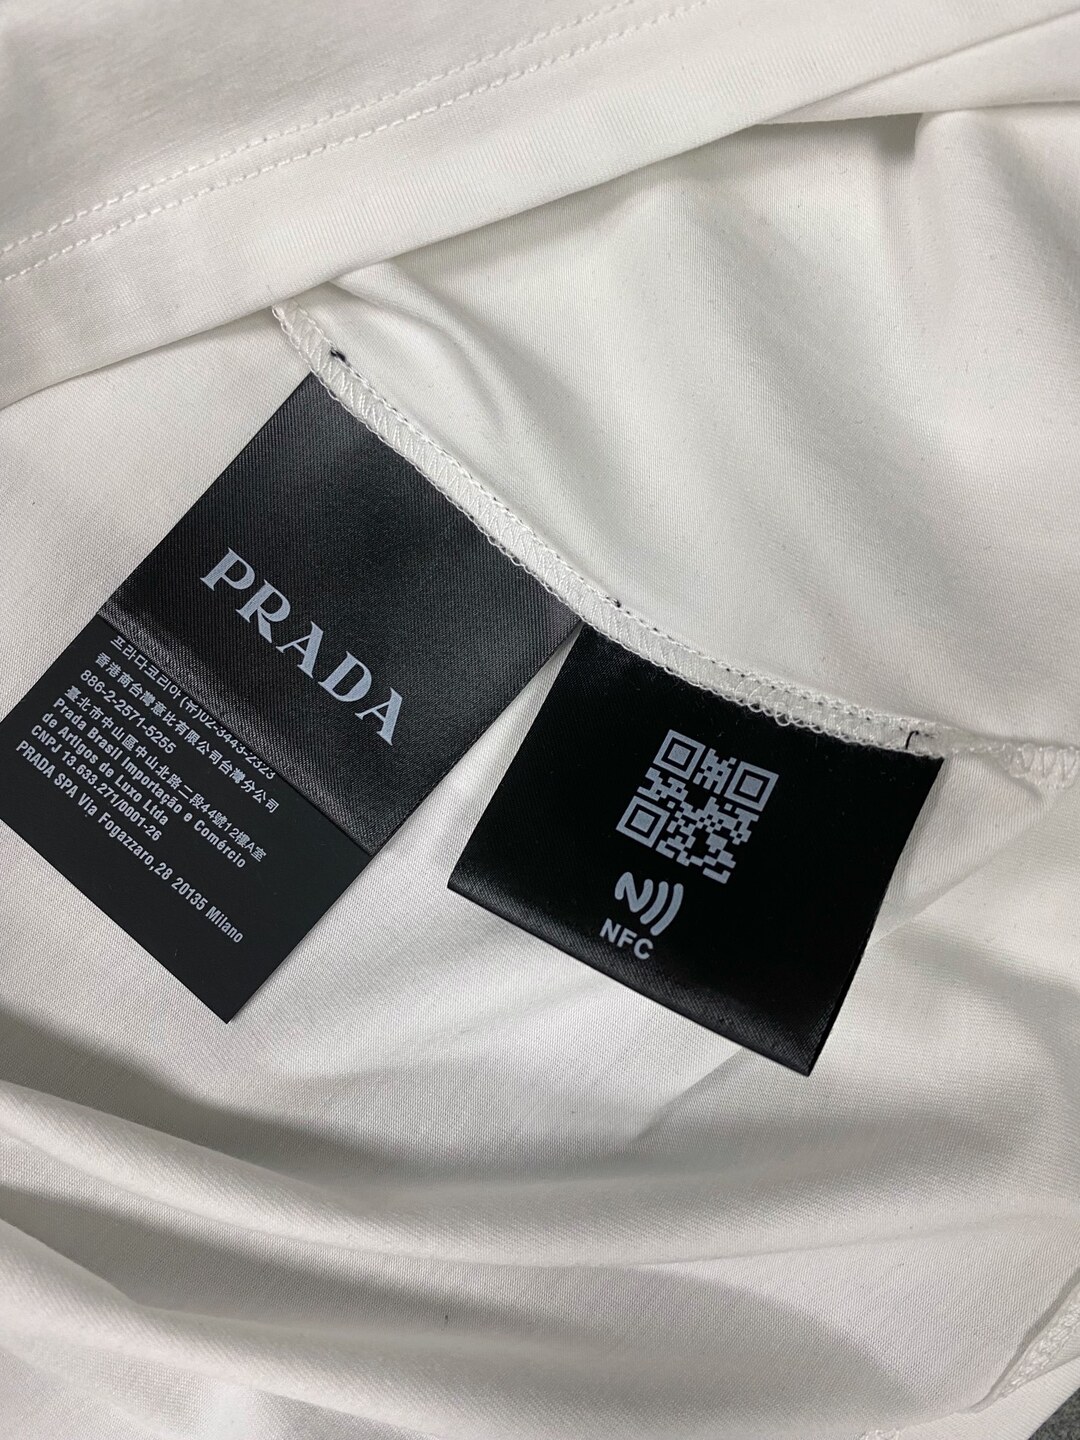 PRADA
프라다코리아(주)02-3443-2323
香港商台灣意比有限公司台灣分公司
886-2-2571-5255
臺北市中山區中山北路二段44號12樓A室
Prada Brasil Importação e Comércio
de Artigos de Luxo Ltda
CNPJ 13.633.271/0001-26
PRADA SPA Via Fogazzaro,28 20135 Milano
NFC